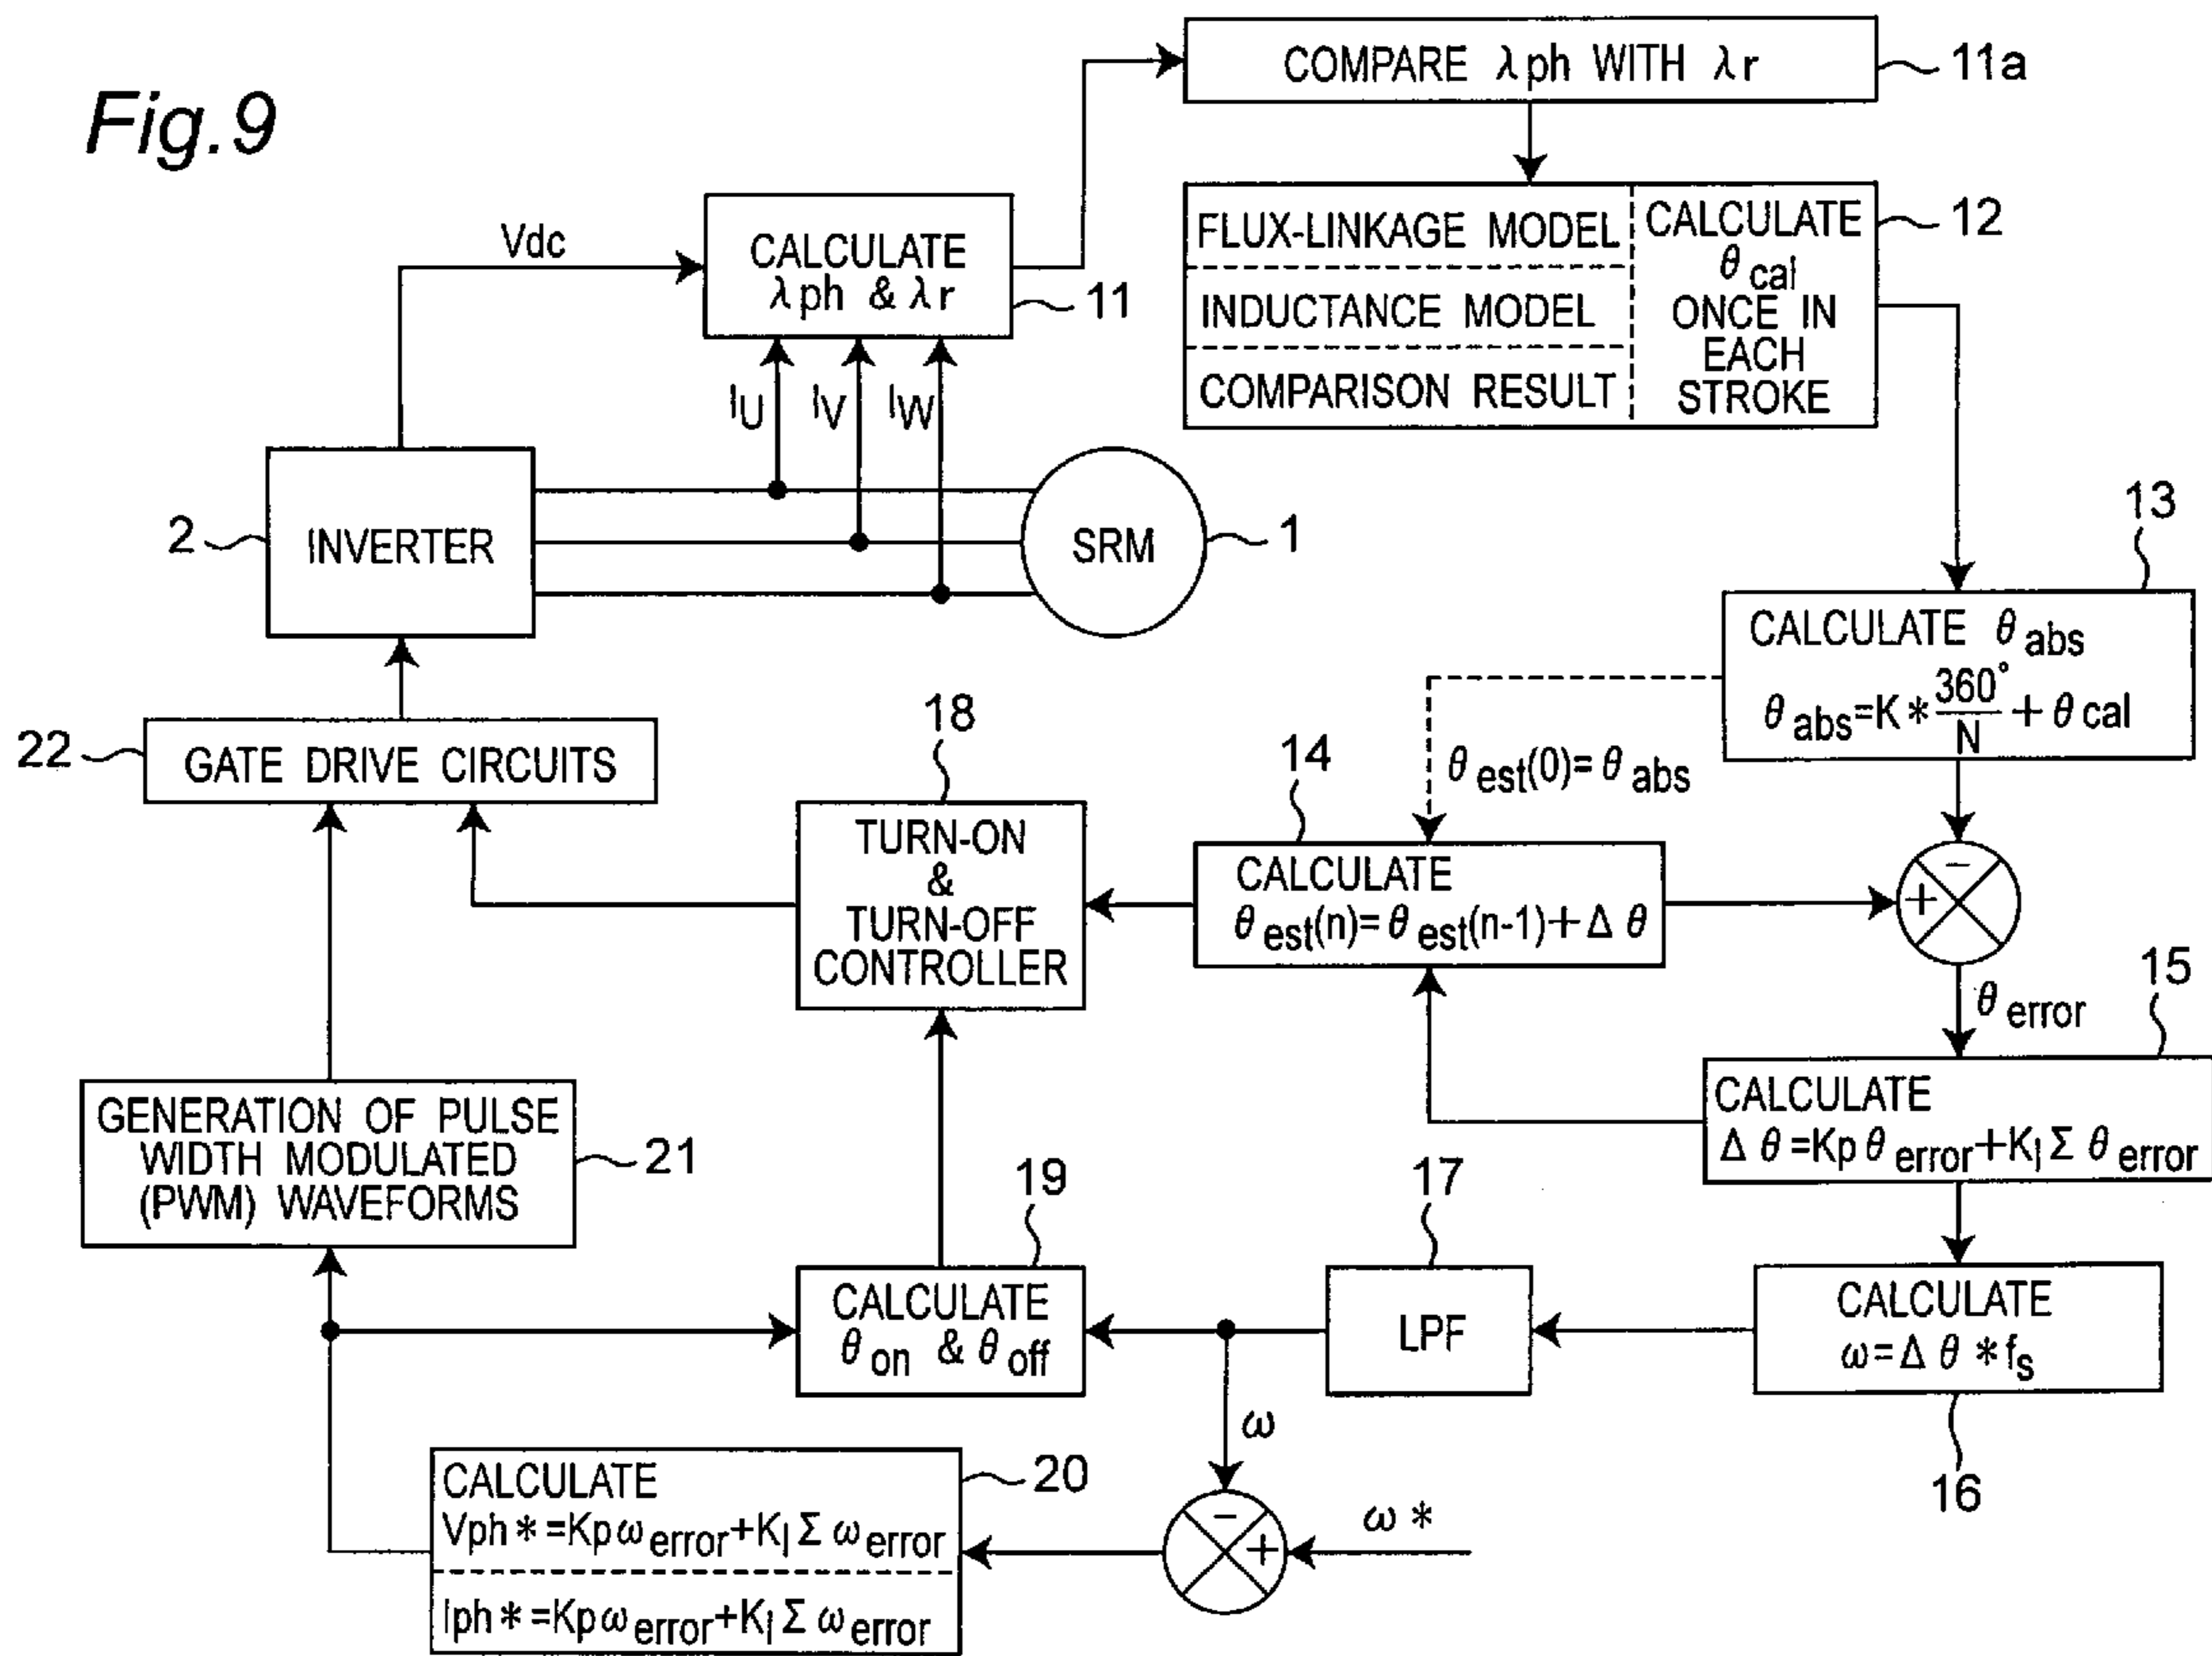 Fig.9
COMPARE λph WITH λr
11a
FLUX-LINKAGE MODEL
INDUCTANCE MODEL
COMPARISON RESULT
CALCULATE
θcal
ONCE IN
EACH
STROKE
12
Vdc
CALCULATE
λph & λr
11
IU
IV
IW
2
INVERTER
SRM
1
13
CALCULATE θabs
θabs=K*360°/N+θcal
22
GATE DRIVE CIRCUITS
18
TURN-ON
&
TURN-OFF
CONTROLLER
14
θest(0)=θabs
CALCULATE
θest(n)=θest(n-1)+Δθ
−
+
θerror
15
CALCULATE
Δθ=Kpθerror+KIΣθerror
GENERATION OF PULSE
WIDTH MODULATED
(PWM) WAVEFORMS
21
19
CALCULATE
θon & θoff
17
LPF
CALCULATE
ω=Δθ*fs
16
ω
20
CALCULATE
Vph*=Kpωerror+KIΣωerror
Iph*=Kpωerror+KIΣωerror
−
+
ω*